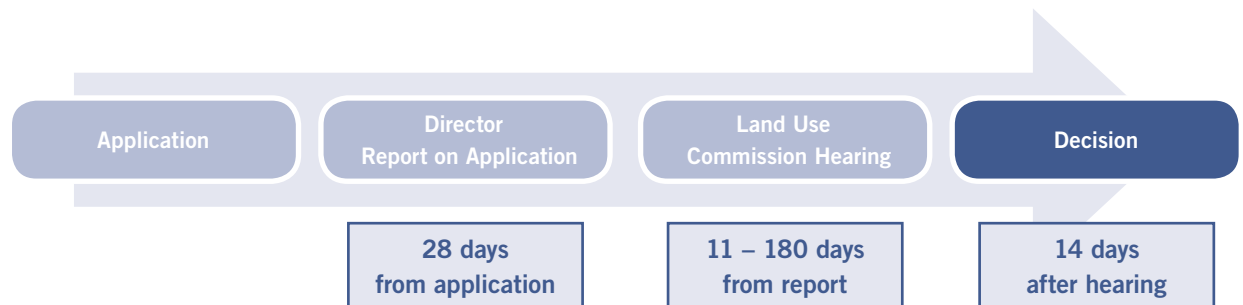 Application
Director
Report on Application
Land Use
Commission Hearing
Decision
28 days
from application
11 – 180 days
from report
14 days
after hearing